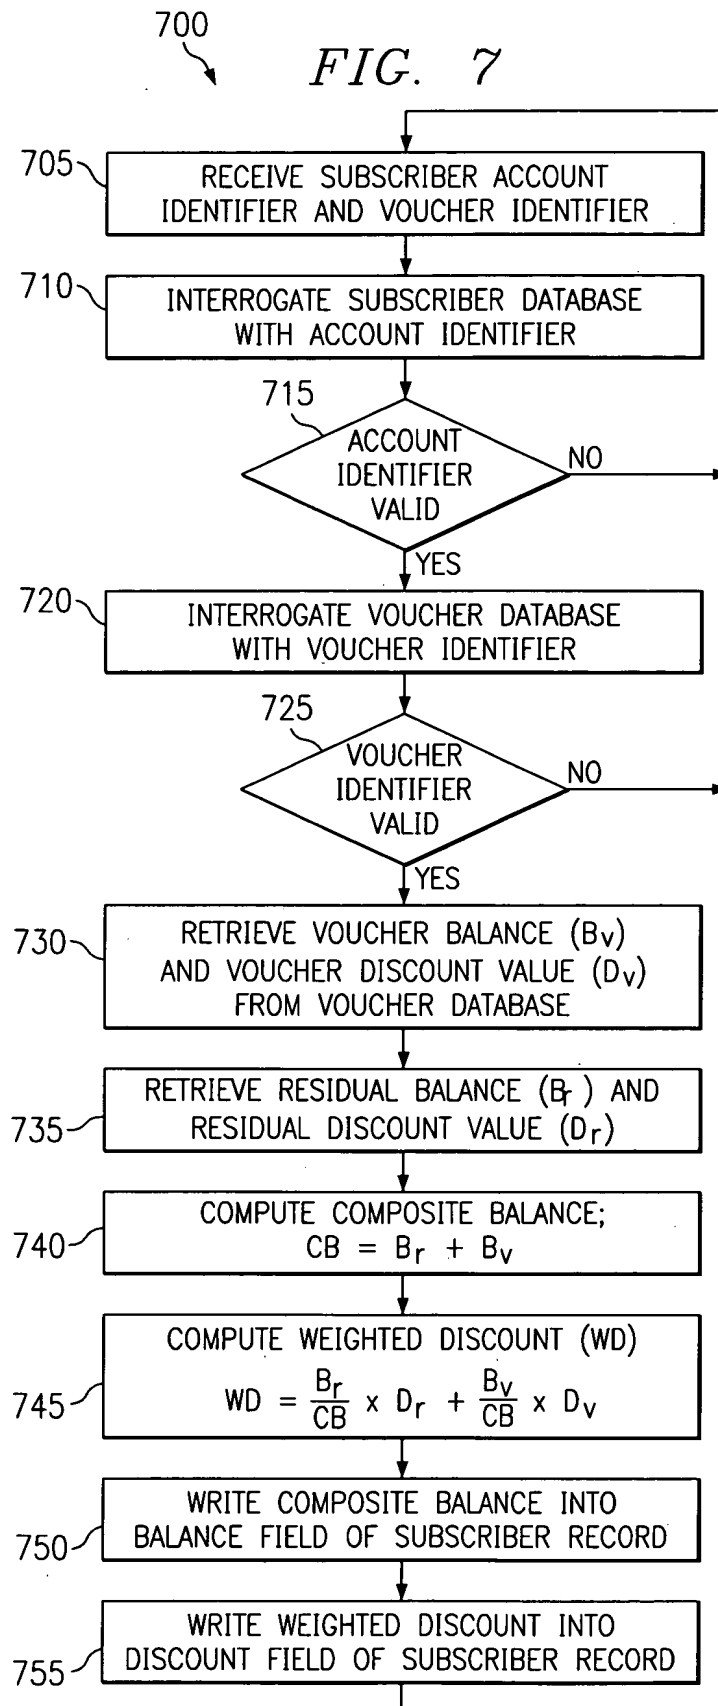 700
FIG. 7
705
RECEIVE SUBSCRIBER ACCOUNT
IDENTIFIER AND VOUCHER IDENTIFIER
710
INTERROGATE SUBSCRIBER DATABASE
WITH ACCOUNT IDENTIFIER
715
ACCOUNT
IDENTIFIER
VALID
NO
YES
720
INTERROGATE VOUCHER DATABASE
WITH VOUCHER IDENTIFIER
725
VOUCHER
IDENTIFIER
VALID
NO
YES
730
RETRIEVE VOUCHER BALANCE (Bv)
AND VOUCHER DISCOUNT VALUE (Dv)
FROM VOUCHER DATABASE
735
RETRIEVE RESIDUAL BALANCE (Br) AND
RESIDUAL DISCOUNT VALUE (Dr)
740
COMPUTE COMPOSITE BALANCE;
CB = Br + Bv
745
COMPUTE WEIGHTED DISCOUNT (WD)
WD = Br/CB x Dr + Bv/CB x Dv
750
WRITE COMPOSITE BALANCE INTO
BALANCE FIELD OF SUBSCRIBER RECORD
755
WRITE WEIGHTED DISCOUNT INTO
DISCOUNT FIELD OF SUBSCRIBER RECORD